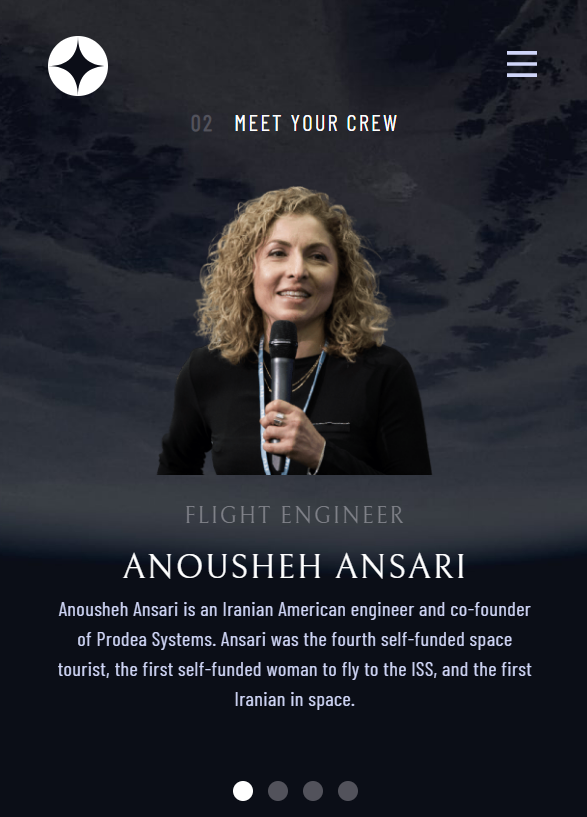 02 MEET YOUR CREW
FLIGHT ENGINEER
ANOUSHEH ANSARI
Anousheh Ansari is an Iranian American engineer and co-founder
of Prodea Systems. Ansari was the fourth self-funded space
tourist, the first self-funded woman to fly to the ISS, and the first
Iranian in space.